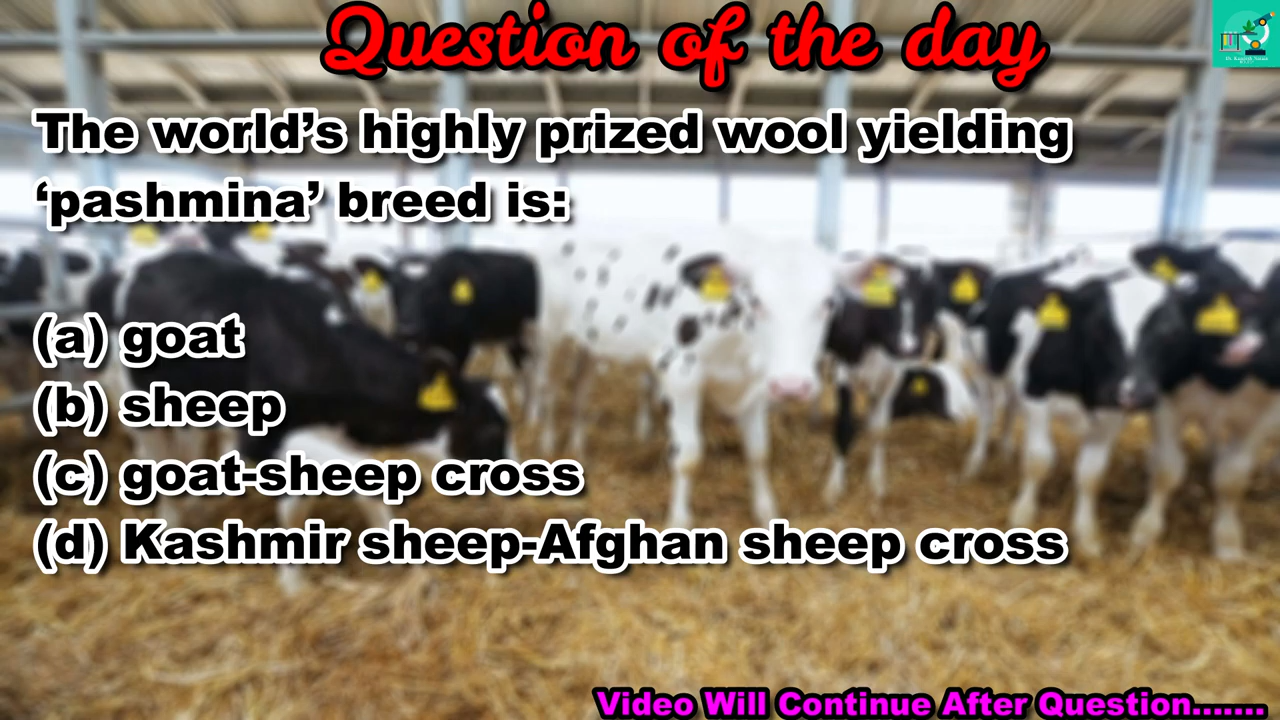 Question of the day
The world’s highly prized wool yielding
‘pashmina’ breed is:
(a) goat
(b) sheep
(c) goat-sheep cross
(d) Kashmir sheep-Afghan sheep cross
Video Will Continue After Question.......